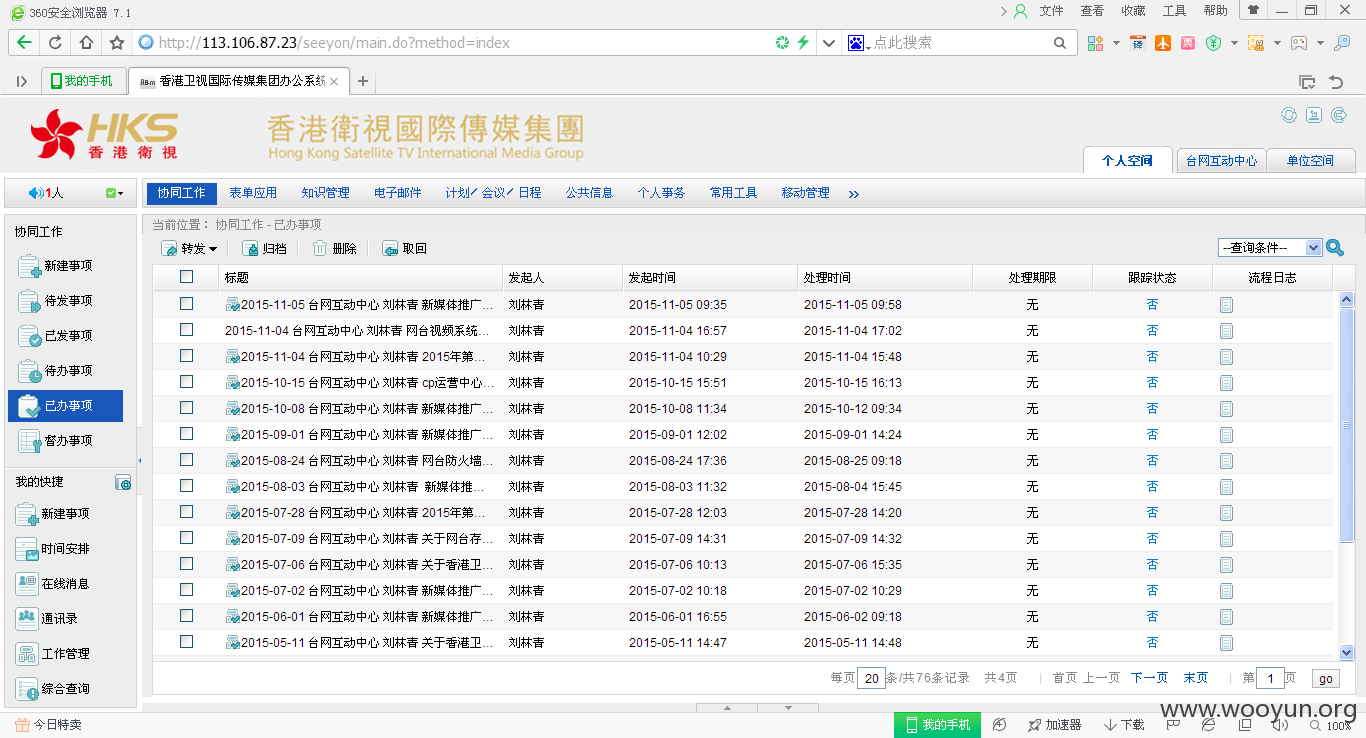 360安全浏览器 7.1 文件 查看 收藏 工具 帮助
http://113.106.87.23/seeyon/main.do?method=index 点此搜索 译
我的手机 A8-m 香港卫视国际传媒集团办公系统
HKS
香港衛視
香港衛視國際傳媒集團
Hong Kong Satellite TV International Media Group
个人空间 台网互动中心 单位空间
1人 协同工作 表单应用 知识管理 电子邮件 计划/会议/日程 公共信息 个人事务 常用工具 移动管理 »
当前位置： 协同工作 - 已办事项
转发 归档 删除 取回 --查询条件--
协同工作
新建事项
待发事项
已发事项
待办事项
已办事项
督办事项
我的快捷
新建事项
时间安排
在线消息
通讯录
工作管理
综合查询
标题 发起人 发起时间 处理时间 处理期限 跟踪状态 流程日志
2015-11-05 台网互动中心 刘林青 新媒体推广... 刘林青 2015-11-05 09:35 2015-11-05 09:58 无 否
2015-11-04 台网互动中心 刘林青 网台视频系统... 刘林青 2015-11-04 16:57 2015-11-04 17:02 无 否
2015-11-04 台网互动中心 刘林青 2015年第... 刘林青 2015-11-04 10:29 2015-11-04 15:48 无 否
2015-10-15 台网互动中心 刘林青 cp运营中心... 刘林青 2015-10-15 15:51 2015-10-15 16:13 无 否
2015-10-08 台网互动中心 刘林青 新媒体推广... 刘林青 2015-10-08 11:34 2015-10-12 09:34 无 否
2015-09-01 台网互动中心 刘林青 新媒体推广... 刘林青 2015-09-01 12:02 2015-09-01 14:24 无 否
2015-08-24 台网互动中心 刘林青 网台防火墙... 刘林青 2015-08-24 17:36 2015-08-25 09:18 无 否
2015-08-03 台网互动中心 刘林青 新媒体推... 刘林青 2015-08-03 11:32 2015-08-04 15:45 无 否
2015-07-28 台网互动中心 刘林青 2015年第... 刘林青 2015-07-28 12:03 2015-07-28 14:20 无 否
2015-07-09 台网互动中心 刘林青 关于网台存... 刘林青 2015-07-09 14:31 2015-07-09 14:32 无 否
2015-07-06 台网互动中心 刘林青 关于香港卫... 刘林青 2015-07-06 10:13 2015-07-06 15:35 无 否
2015-07-02 台网互动中心 刘林青 新媒体推广... 刘林青 2015-07-02 10:18 2015-07-02 10:29 无 否
2015-06-01 台网互动中心 刘林青 新媒体推广... 刘林青 2015-06-01 16:55 2015-06-02 09:18 无 否
2015-05-11 台网互动中心 刘林青 关于香港卫... 刘林青 2015-05-11 14:47 2015-05-11 14:48 无 否
每页 20 条/共76条记录 共4页 首页 上一页 下一页 末页 第 1 页 go
www.wooyun.org
今日特卖 我的手机 加速器 下载 100%